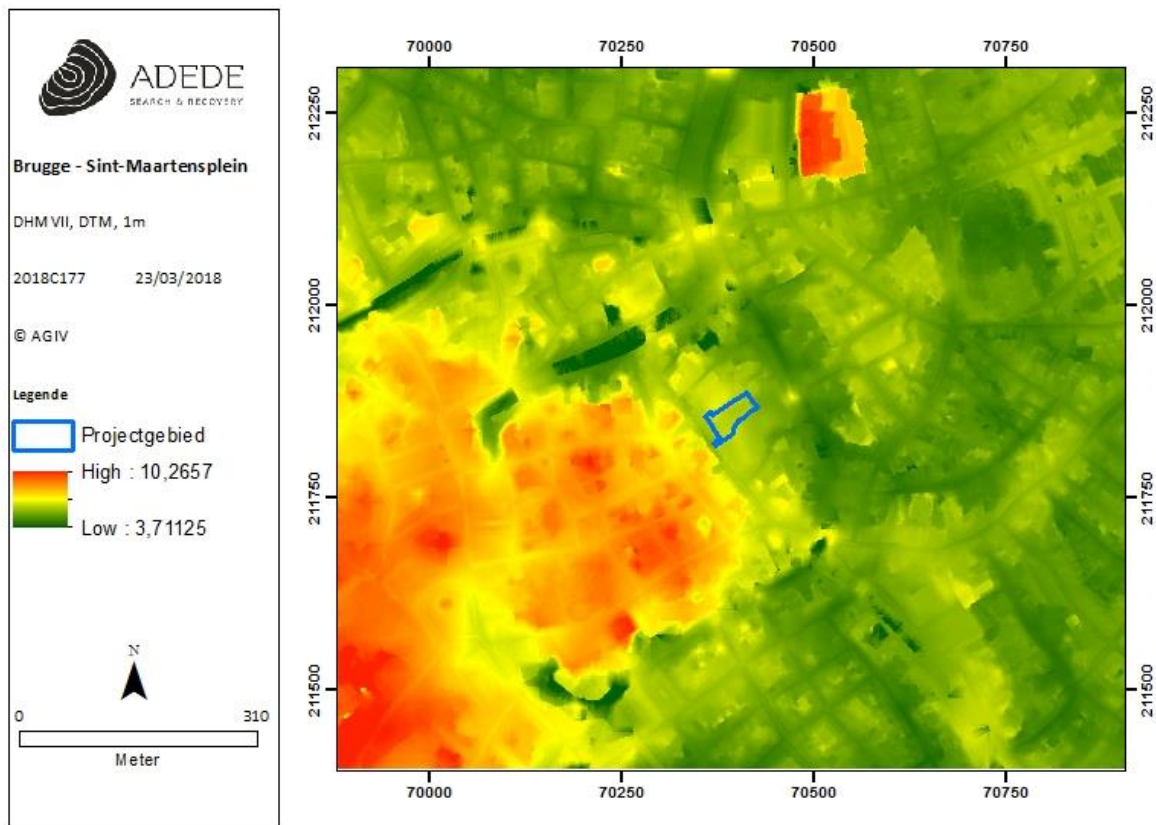 ADEDE
SEARCH & RECOVERY
Brugge - Sint-Maartensplein
DHM VII, DTM, 1m
2018C177 23/03/2018
© AGIV
Legende
Projectgebied
High : 10,2657
Low : 3,71125
N
0 310
Meter
70000 70250 70500 70750
212250 212250
212000 212000
211750 211750
211500 211500
70000 70250 70500 70750